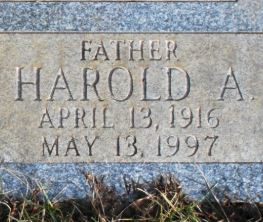 FATHER
HAROLD A.
APRIL 13, 1916
MAY 13, 1997